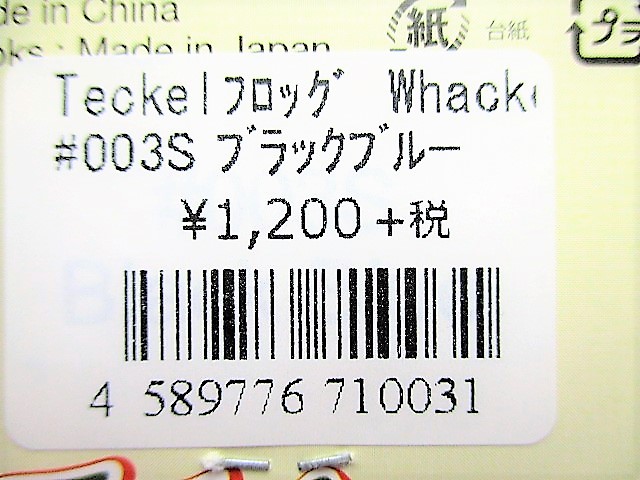 de in China
oks : Made in Japan
紙
台紙
プラ
Teckelフロッグ Whacke
#003S ブラックブルー
¥1,200+税
4 589776 710031